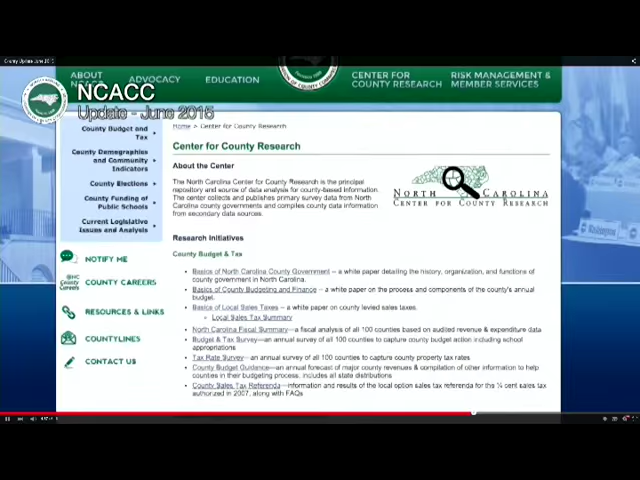 County Update June 2015
ABOUT NCACC
ADVOCACY
EDUCATION
CENTER FOR COUNTY RESEARCH
RISK MANAGEMENT & MEMBER SERVICES
NCACC
Update - June 2015
County Budget and Tax
County Demographics and Community Indicators
County Elections
County Funding of Public Schools
Current Legislative Issues and Analysis
NOTIFY ME
COUNTY CAREERS
RESOURCES & LINKS
COUNTYLINES
CONTACT US
Home > Center for County Research
Center for County Research
About the Center
The North Carolina Center for County Research is the principal
repository and source of data analysis for county-based information.
The center collects and publishes primary survey data from North
Carolina county governments and compiles county data information
from secondary data sources.
NORTH CAROLINA
CENTER FOR COUNTY RESEARCH
Research Initiatives
County Budget & Tax
Basics of North Carolina County Government – a white paper detailing the history, organization, and functions of
county government in North Carolina.
Basics of County Budgeting and Finance – a white paper on the process and components of the county's annual
budget.
Basics of Local Sales Taxes – a white paper on county levied sales taxes.
Local Sales Tax Summary
North Carolina Fiscal Summary—a fiscal analysis of all 100 counties based on audited revenue & expenditure data
Budget & Tax Survey—an annual survey of all 100 counties to capture county budget action including school
appropriations
Tax Rate Survey—an annual survey of all 100 counties to capture county property tax rates
County Budget Guidance—an annual forecast of major county revenues & compilation of other information to help
counties in their budgeting process. Includes all state distributions
County Sales Tax Referenda—information and results of the local option sales tax referenda for the ¼ cent sales tax
authorized in 2007, along with FAQs
Washington